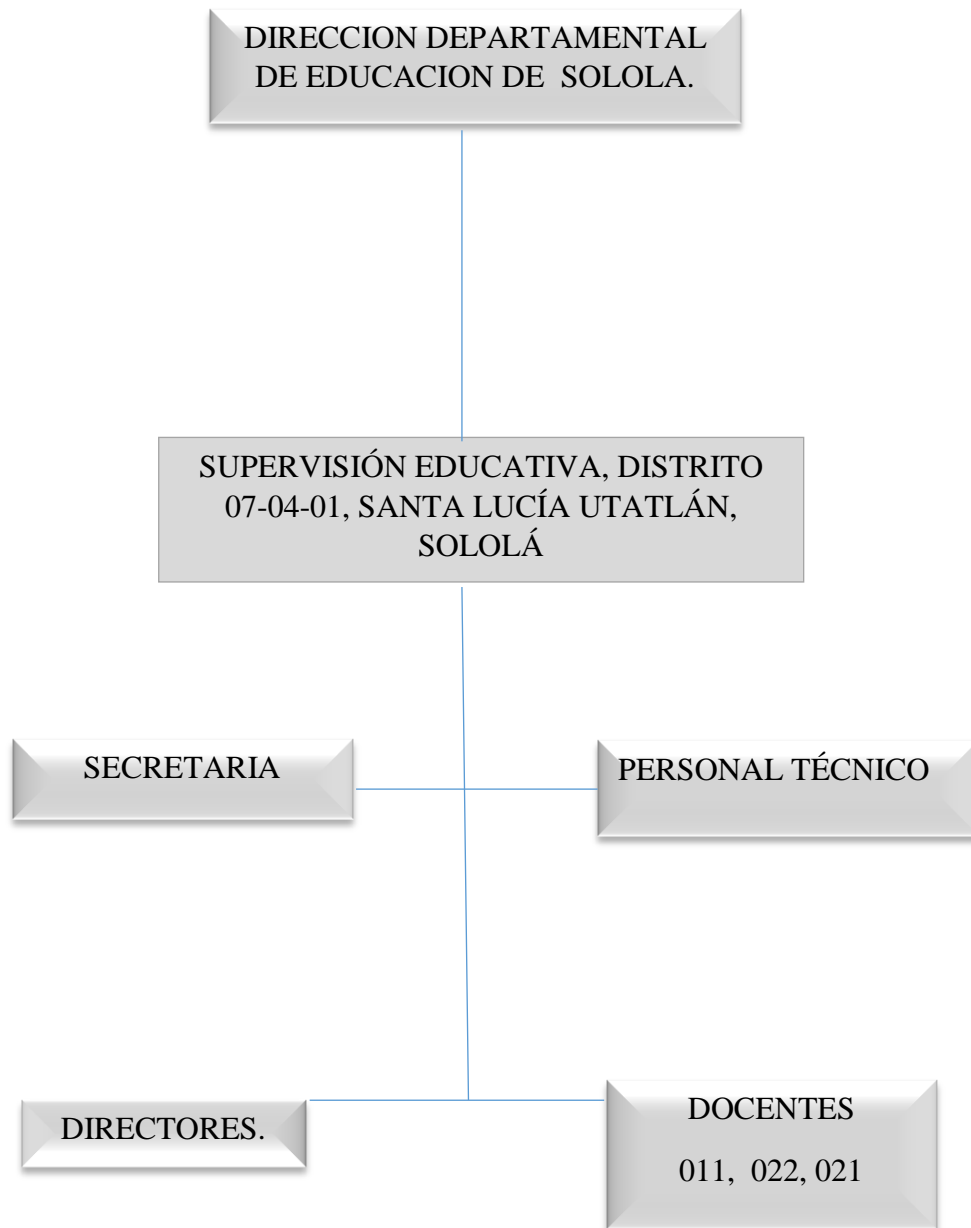 DIRECCION DEPARTAMENTAL
DE EDUCACION DE SOLOLA.
SUPERVISIÓN EDUCATIVA, DISTRITO
07-04-01, SANTA LUCÍA UTATLÁN,
SOLOLÁ
SECRETARIA
PERSONAL TÉCNICO
DIRECTORES.
DOCENTES
011, 022, 021